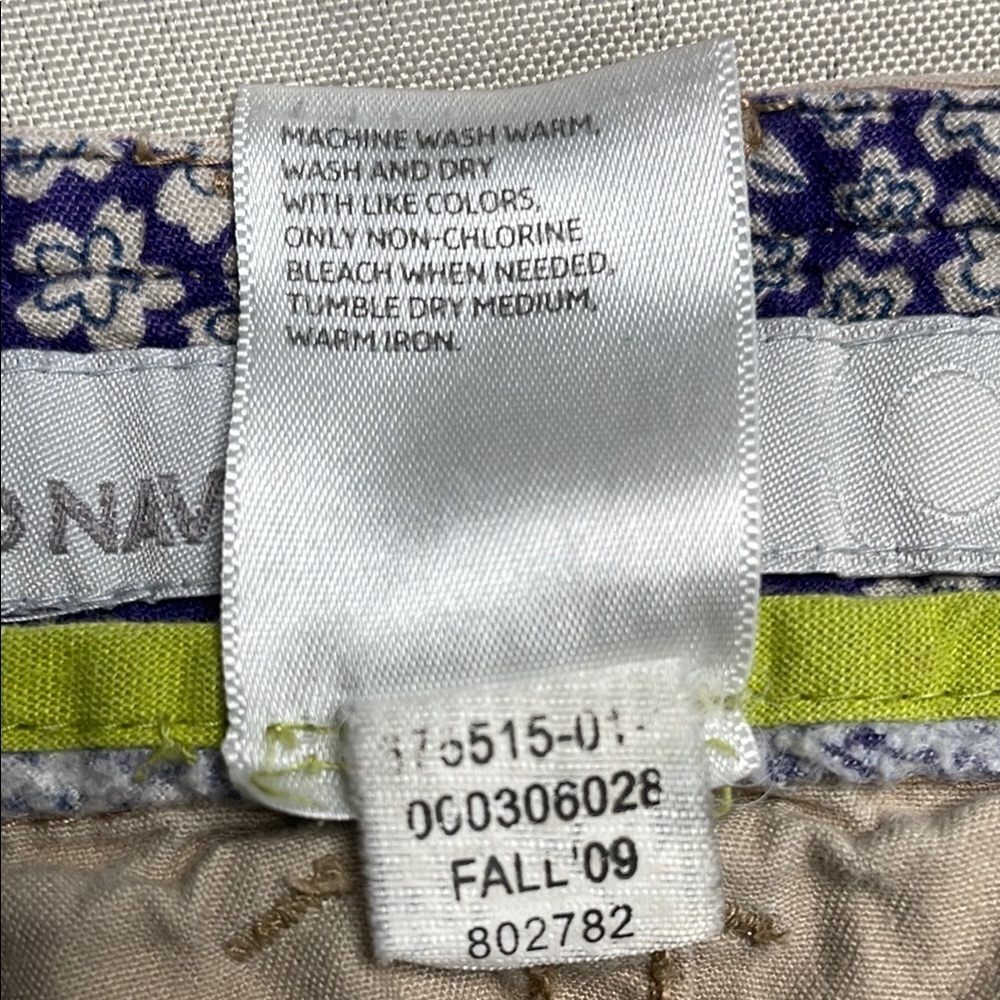 MACHINE WASH WARM,
WASH AND DRY
WITH LIKE COLORS,
ONLY NON-CHLORINE
BLEACH WHEN NEEDED,
TUMBLE DRY MEDIUM,
WARM IRON.
D NAV
000306028
FALL '09
802782